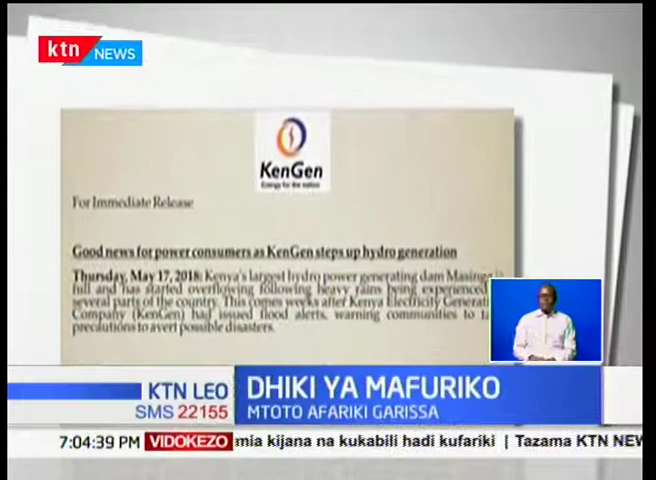 ktn NEWS
KenGen
Energy for the nation
For Immediate Release
Good news for power consumers as KenGen steps up hydro generation
Thursday, May 17, 2018: Kenya's largest hydro power generating dam Masinga
full and has started overflowing following heavy rains being experienced
several parts of the country. This comes weeks after Kenya Electricity Generati
Company (KenGen) had issued flood alerts, warning communities to ta
precautions to avert possible disasters.
KTN LEO
SMS 22155
DHIKI YA MAFURIKO
MTOTO AFARIKI GARISSA
7:04:39 PM VIDOKEZO mia kijana na kukabili hadi kufariki | Tazama KTN NEW